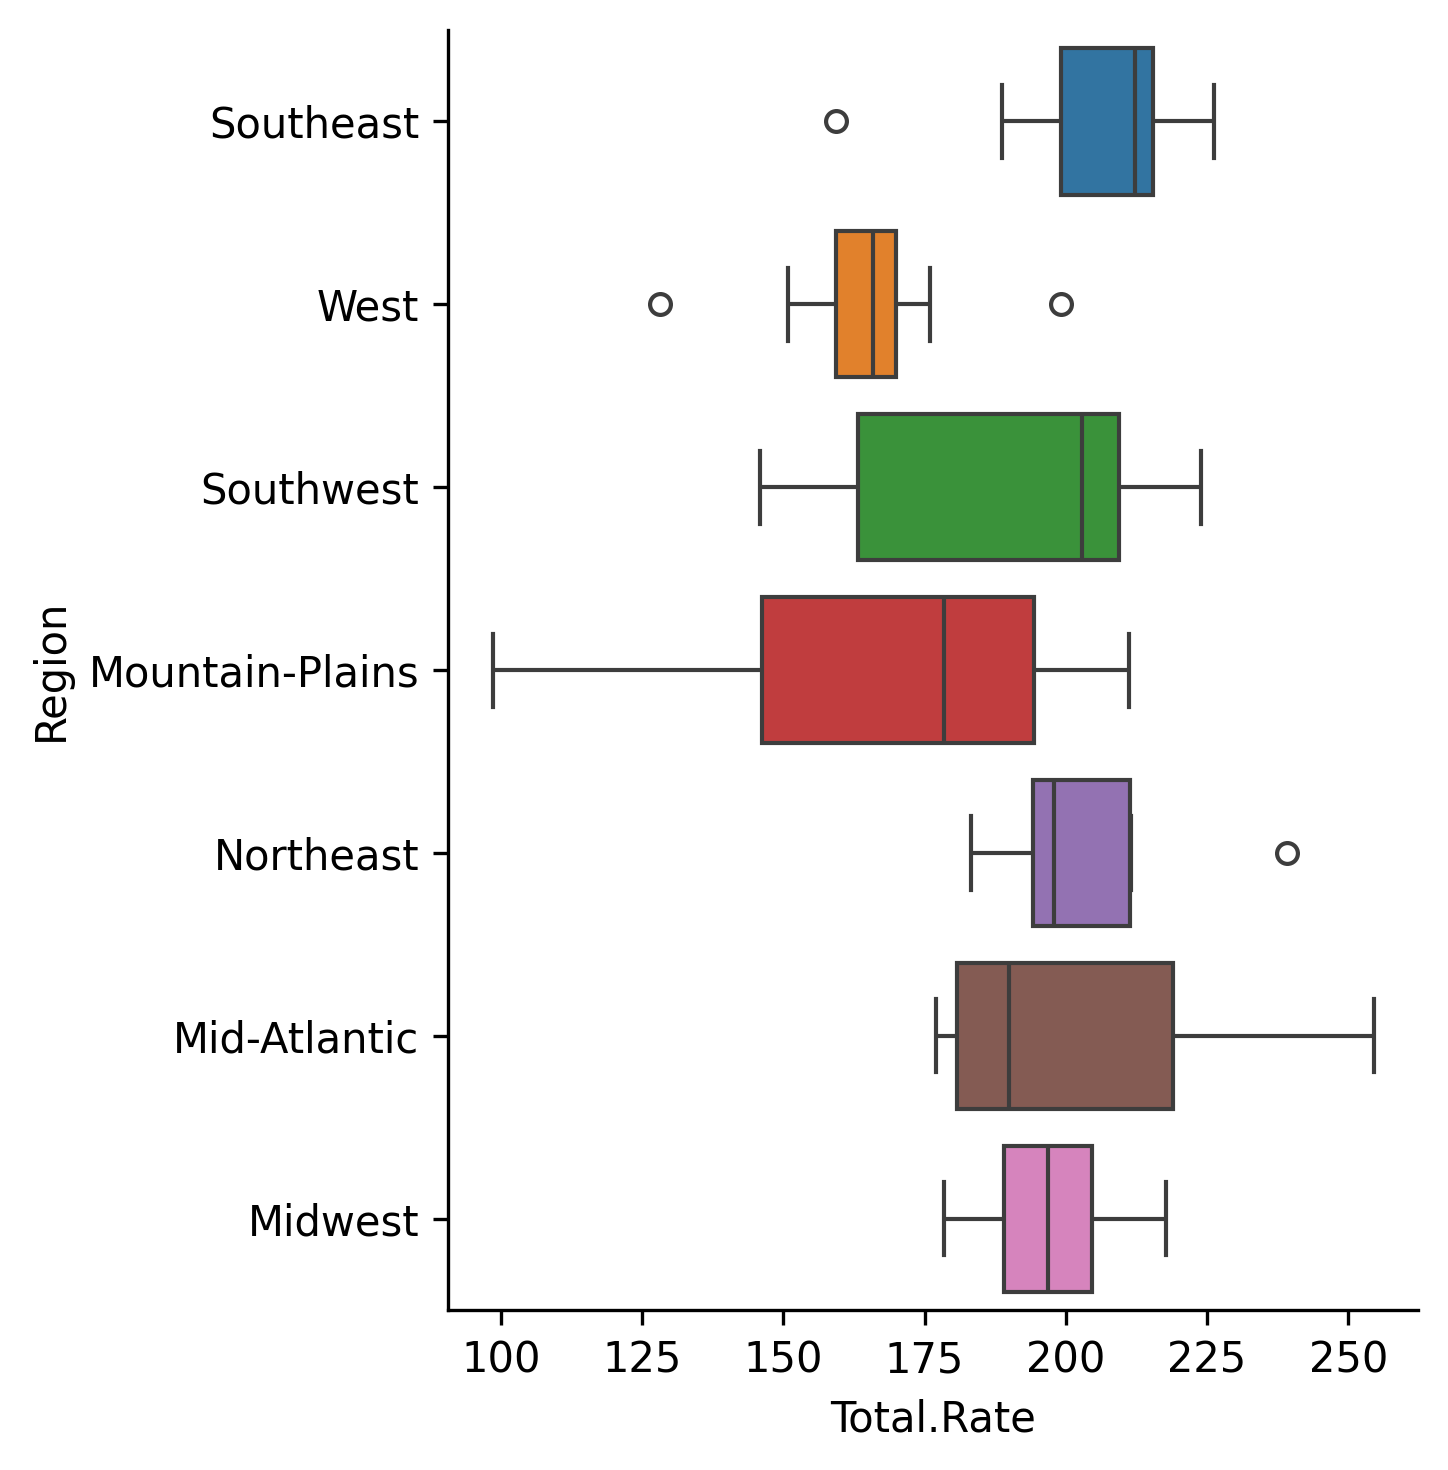 Southeast
West
Southwest
Mountain-Plains
Northeast
Mid-Atlantic
Midwest
Region
100 125 150 175 200 225 250
Total.Rate